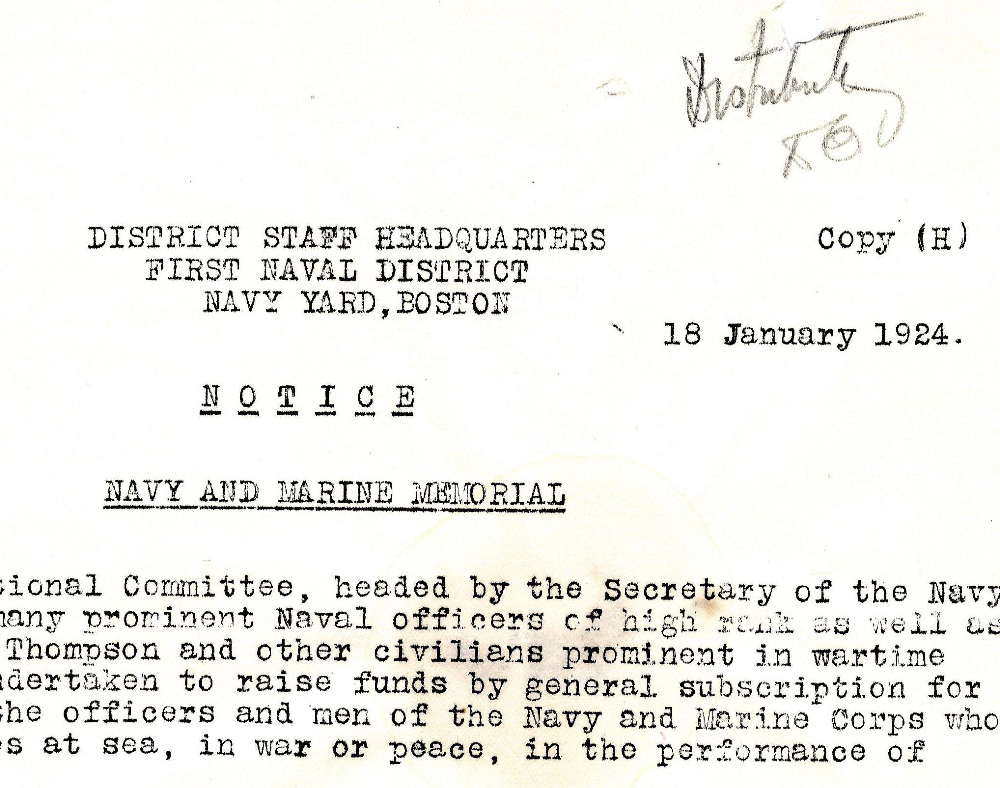 Distribute
DISTRICT STAFF HEADQUARTERS Copy (H)
FIRST NAVAL DISTRICT
NAVY YARD,BOSTON
18 January 1924.
N O T I C E
NAVY AND MARINE MEMORIAL
tional Committee, headed by the Secretary of the Navy
many prominent Naval officers of high rank as well as
Thompson and other civilians prominent in wartime
ndertaken to raise funds by general subscription for
the officers and men of the Navy and Marine Corps who
es at sea, in war or peace, in the performance of